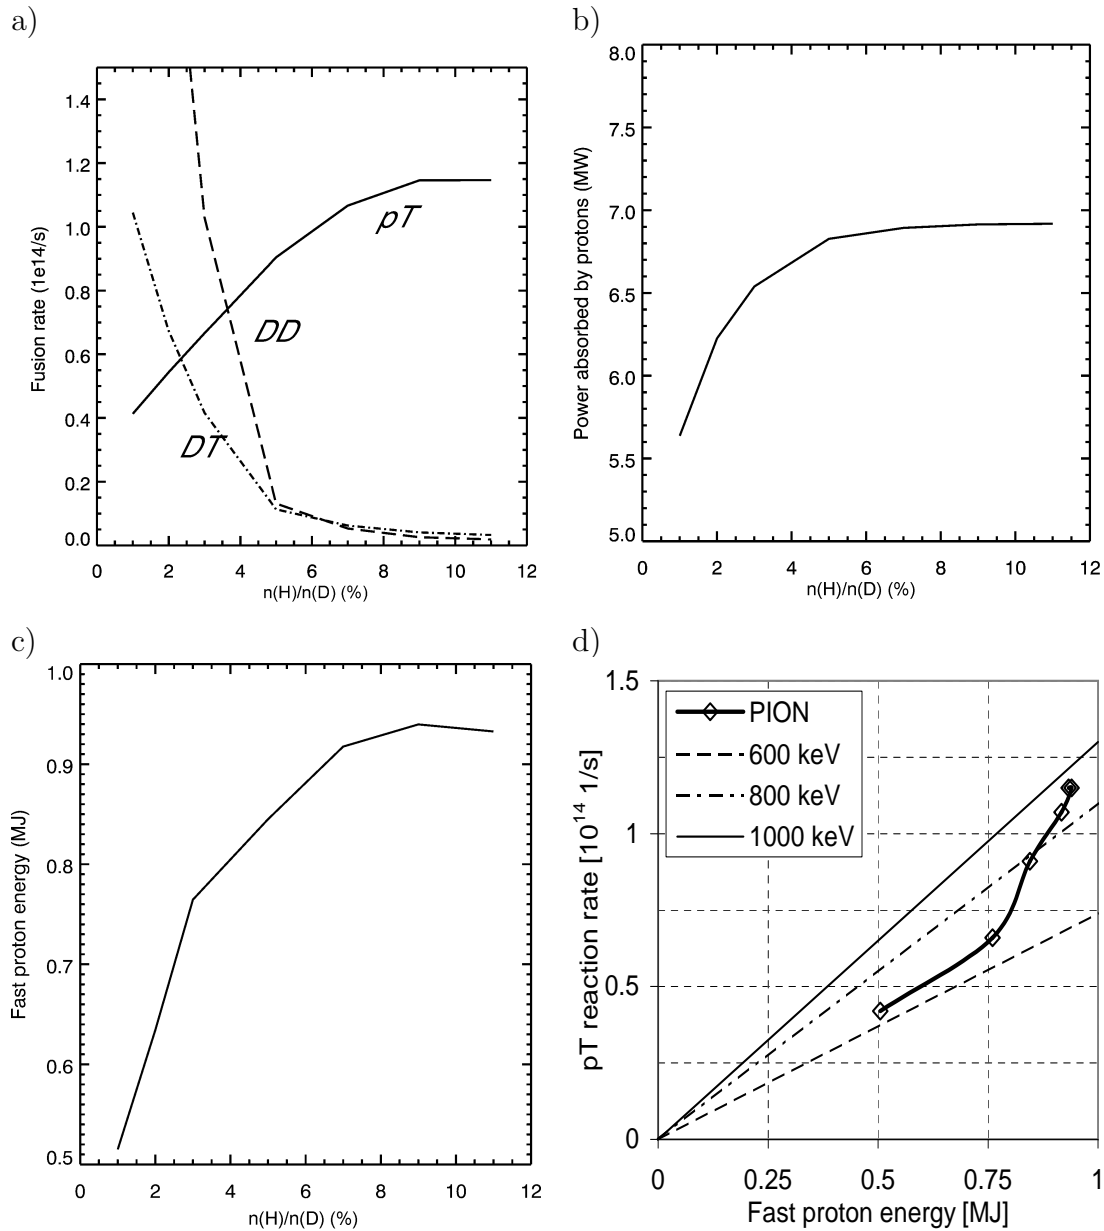 a)
Fusion rate (1e14/s)
1.4
1.2
1.0
0.8
0.6
0.4
0.2
0.0
pT
DD
DT
0 2 4 6 8 10 12
n(H)/n(D) (%)
b)
Power absorbed by protons (MW)
8.0
7.5
7.0
6.5
6.0
5.5
5.0
0 2 4 6 8 10 12
n(H)/n(D) (%)
c)
Fast proton energy (MJ)
1.0
0.9
0.8
0.7
0.6
0.5
0 2 4 6 8 10 12
n(H)/n(D) (%)
d)
pT reaction rate [10¹⁴ 1/s]
1.5
1
0.5
0
PION
600 keV
800 keV
1000 keV
0 0.25 0.5 0.75 1
Fast proton energy [MJ]